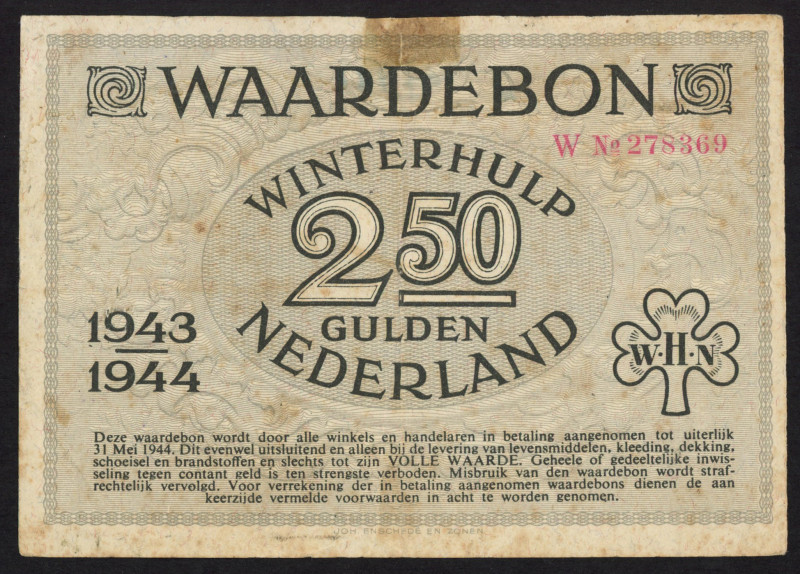 WAARDEBON
W № 278369
WINTERHULP
2 50
GULDEN
NEDERLAND
1943
1944
W·H·N
Deze waardebon wordt door alle winkels en handelaren in betaling aangenomen tot uiterlijk
31 Mei 1944. Dit evenwel uitsluitend en alleen bij de levering van levensmiddelen, kleeding, dekking,
schoeisel en brandstoffen en slechts tot zijn VOLLE WAARDE. Geheele of gedeeltelijke inwis-
seling tegen contant geld is ten strengste verboden. Misbruik van den waardebon wordt straf-
rechtelijk vervolgd. Voor verrekening der in betaling aangenomen waardebons dienen de aan
keerzijde vermelde voorwaarden in acht te worden genomen.
JOH. ENSCHEDÉ EN ZONEN